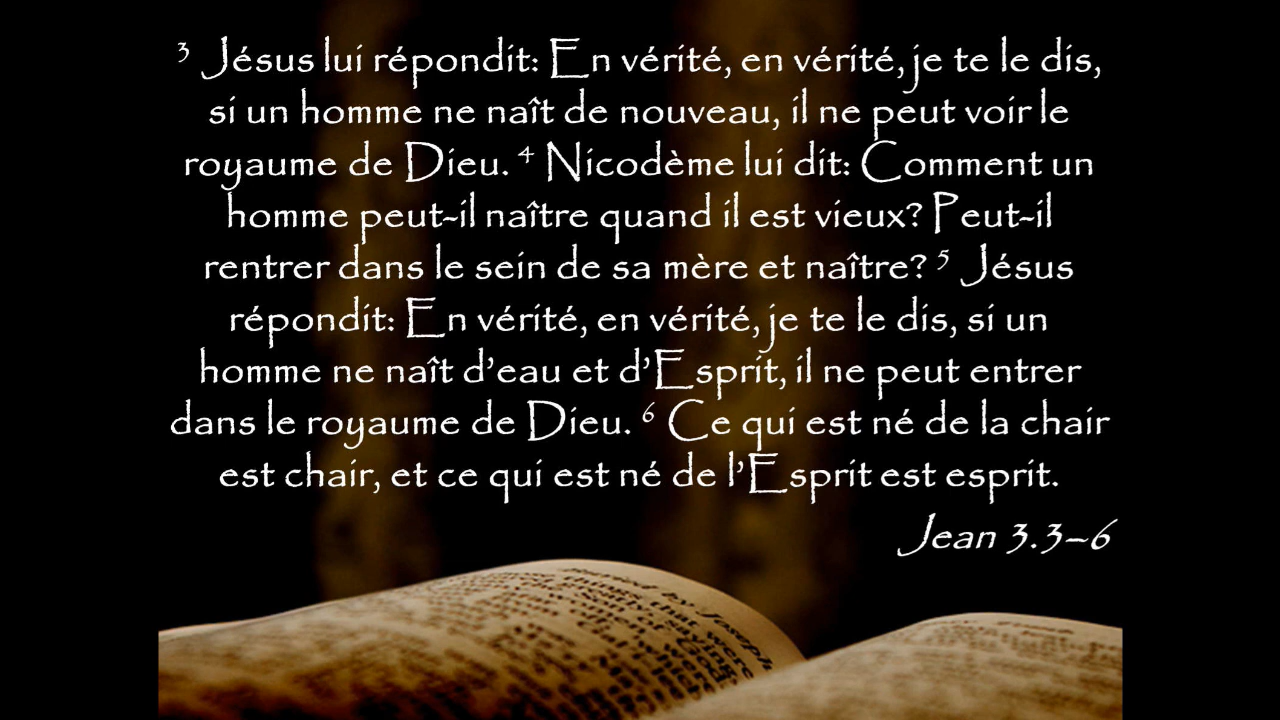 ³ Jésus lui répondit: En vérité, en vérité, je te le dis,
si un homme ne naît de nouveau, il ne peut voir le
royaume de Dieu. ⁴ Nicodème lui dit: Comment un
homme peut-il naître quand il est vieux? Peut-il
rentrer dans le sein de sa mère et naître? ⁵ Jésus
répondit: En vérité, en vérité, je te le dis, si un
homme ne naît d’eau et d’Esprit, il ne peut entrer
dans le royaume de Dieu. ⁶ Ce qui est né de la chair
est chair, et ce qui est né de l’Esprit est esprit.
Jean 3.3–6
by Joseph
that were